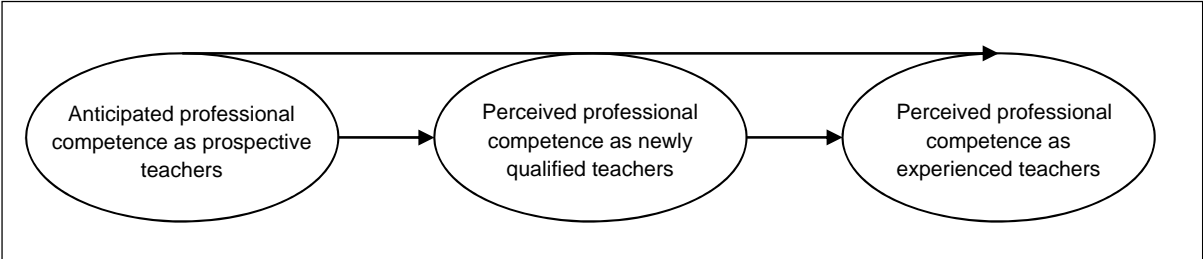 Anticipated professional
competence as prospective
teachers
Perceived professional
competence as newly
qualified teachers
Perceived professional
competence as
experienced teachers